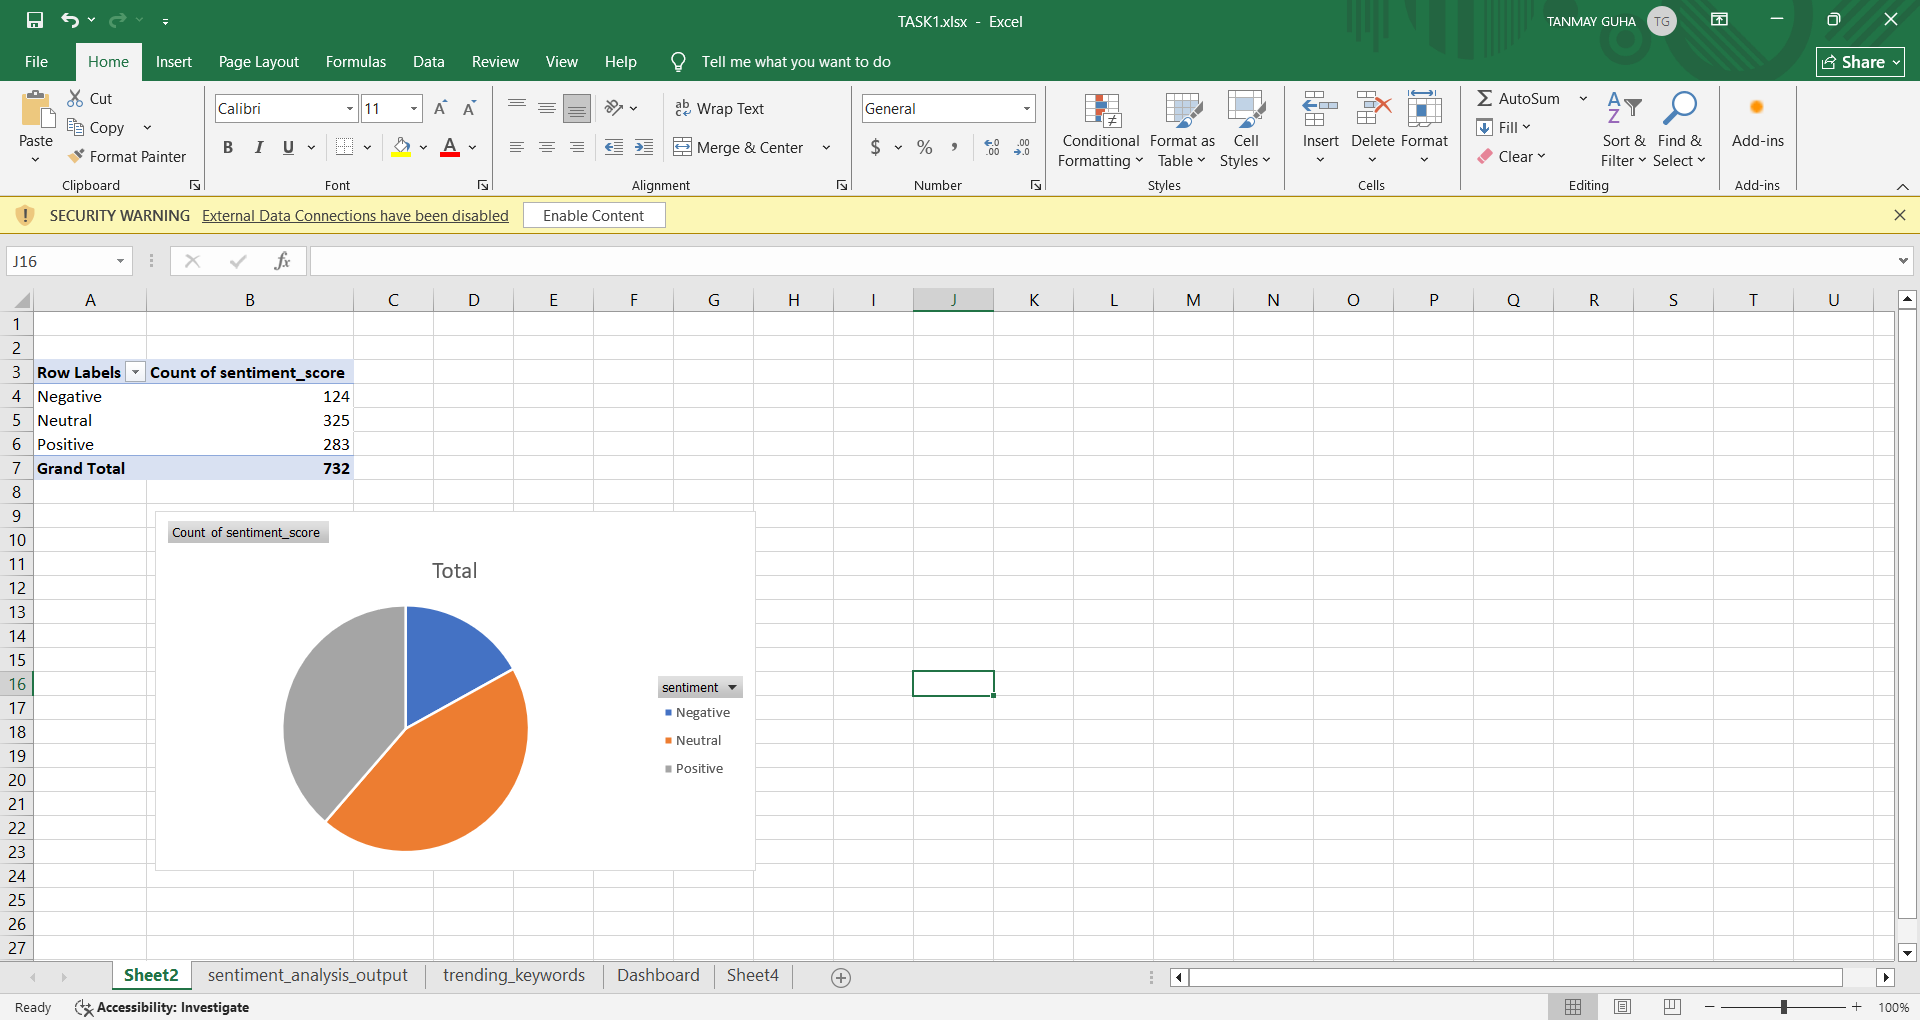 TASK1.xlsx - Excel
TANMAY GUHA TG
File Home Insert Page Layout Formulas Data Review View Help Tell me what you want to do Share
Paste
Cut
Copy
Format Painter
Clipboard
Calibri 11
B I U
Font
Wrap Text
Merge & Center
Alignment
General
$ % ,
Number
Conditional Formatting
Format as Table
Cell Styles
Styles
Insert Delete Format
Cells
AutoSum
Fill
Clear
Sort & Filter
Find & Select
Editing
Add-ins
Add-ins
SECURITY WARNING External Data Connections have been disabled Enable Content
J16 fx
A B C D E F G H I J K L M N O P Q R S T U
1
2
3 Row Labels Count of sentiment_score
4 Negative 124
5 Neutral 325
6 Positive 283
7 Grand Total 732
8
9
10 Count of sentiment_score
11 Total
12
13
14
15
16 sentiment
17 Negative
18 Neutral
19 Positive
20
21
22
23
24
25
26
27
Sheet2 sentiment_analysis_output trending_keywords Dashboard Sheet4
Ready Accessibility: Investigate 100%